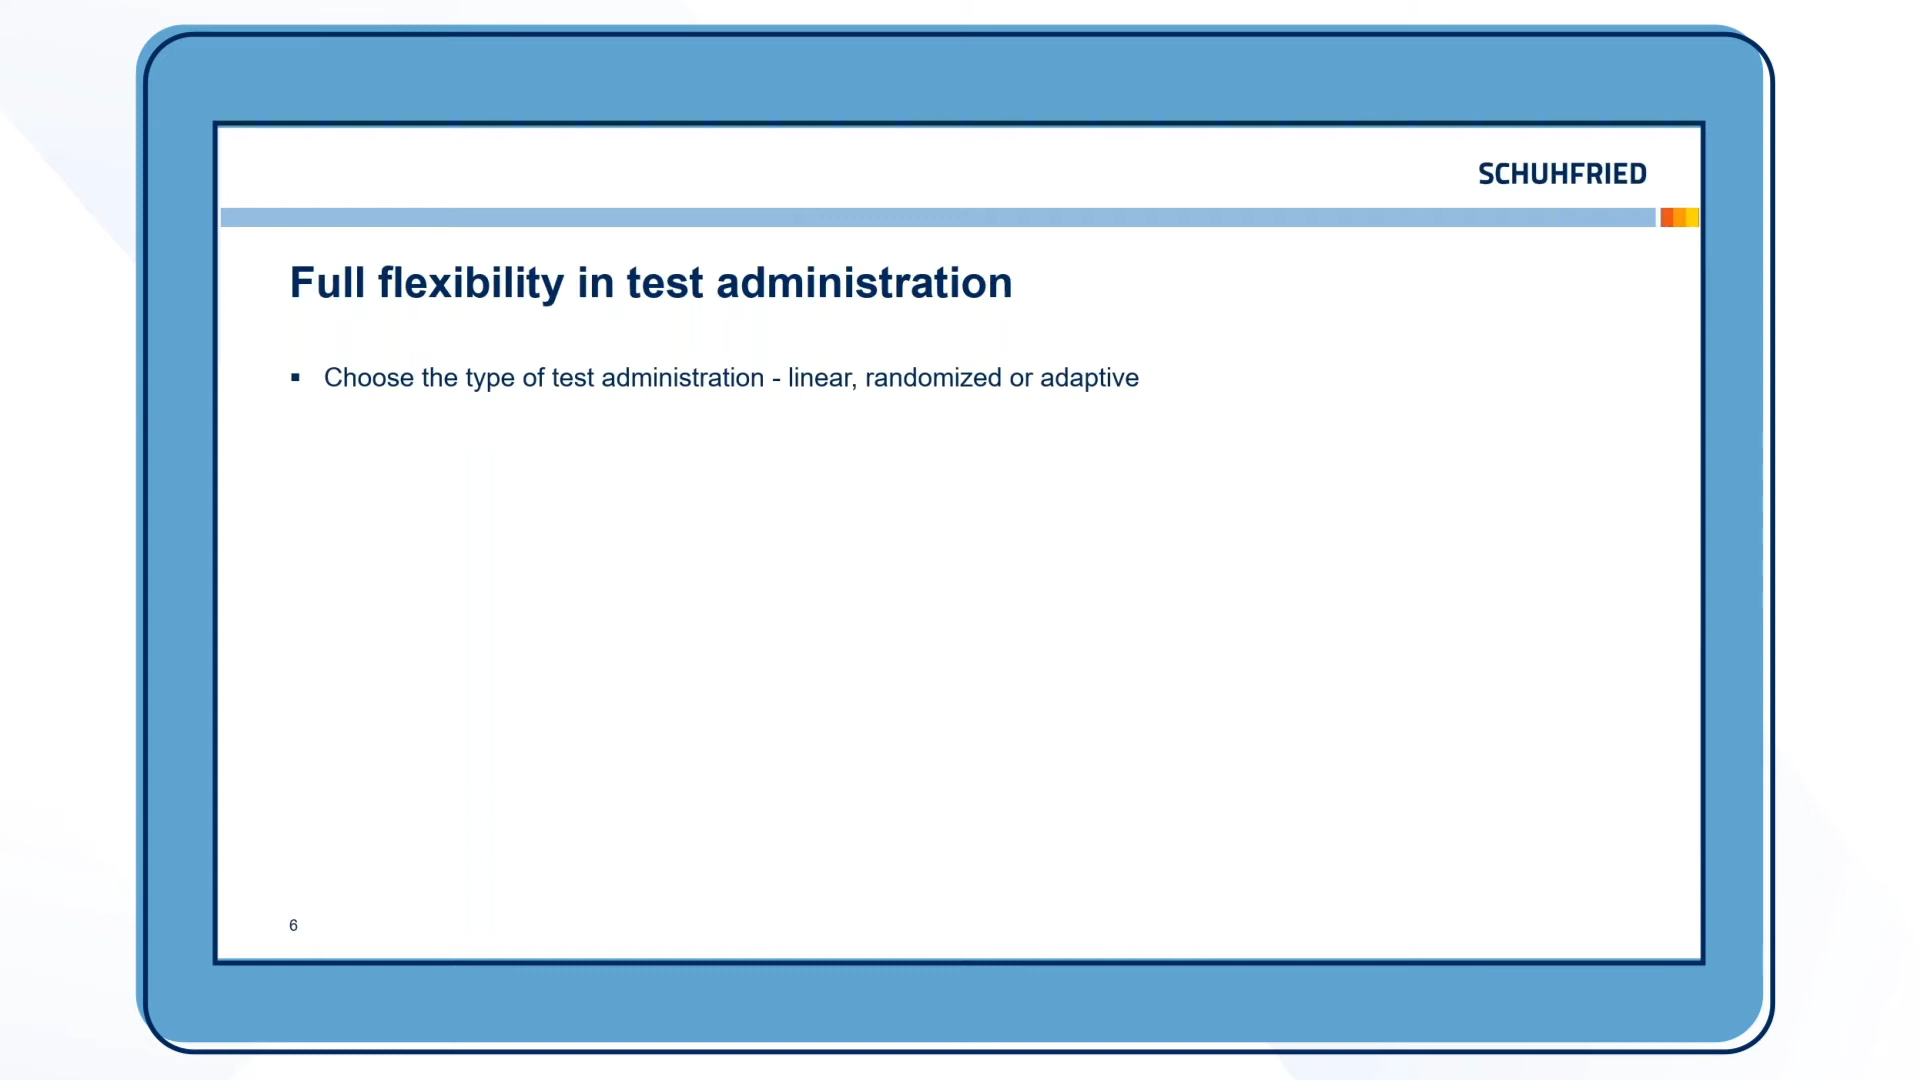 SCHUHFRIED
Full flexibility in test administration
▪ Choose the type of test administration - linear, randomized or adaptive
6